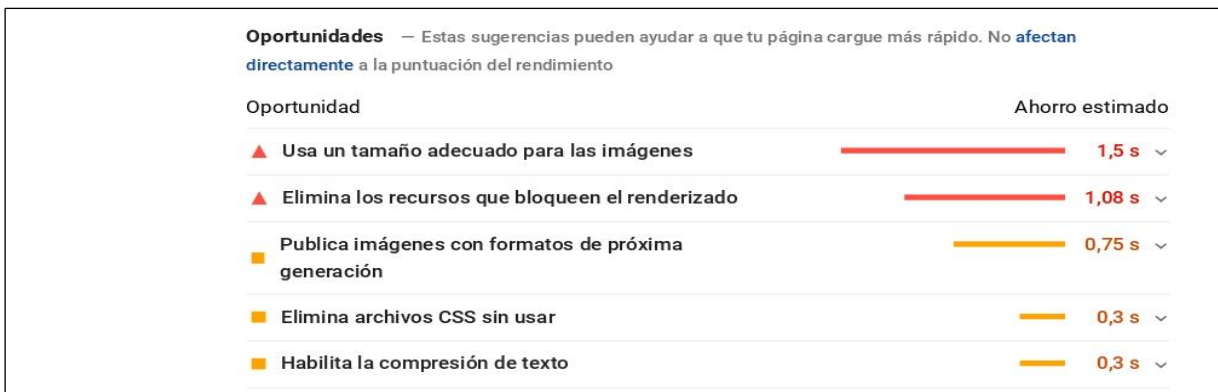 Oportunidades — Estas sugerencias pueden ayudar a que tu página cargue más rápido. No afectan
directamente a la puntuación del rendimiento
Oportunidad Ahorro estimado
Usa un tamaño adecuado para las imágenes 1,5 s
Elimina los recursos que bloqueen el renderizado 1,08 s
Publica imágenes con formatos de próxima 0,75 s
generación
Elimina archivos CSS sin usar 0,3 s
Habilita la compresión de texto 0,3 s